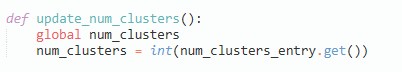 def update_num_clusters():
    global num_clusters
    num_clusters = int(num_clusters_entry.get())